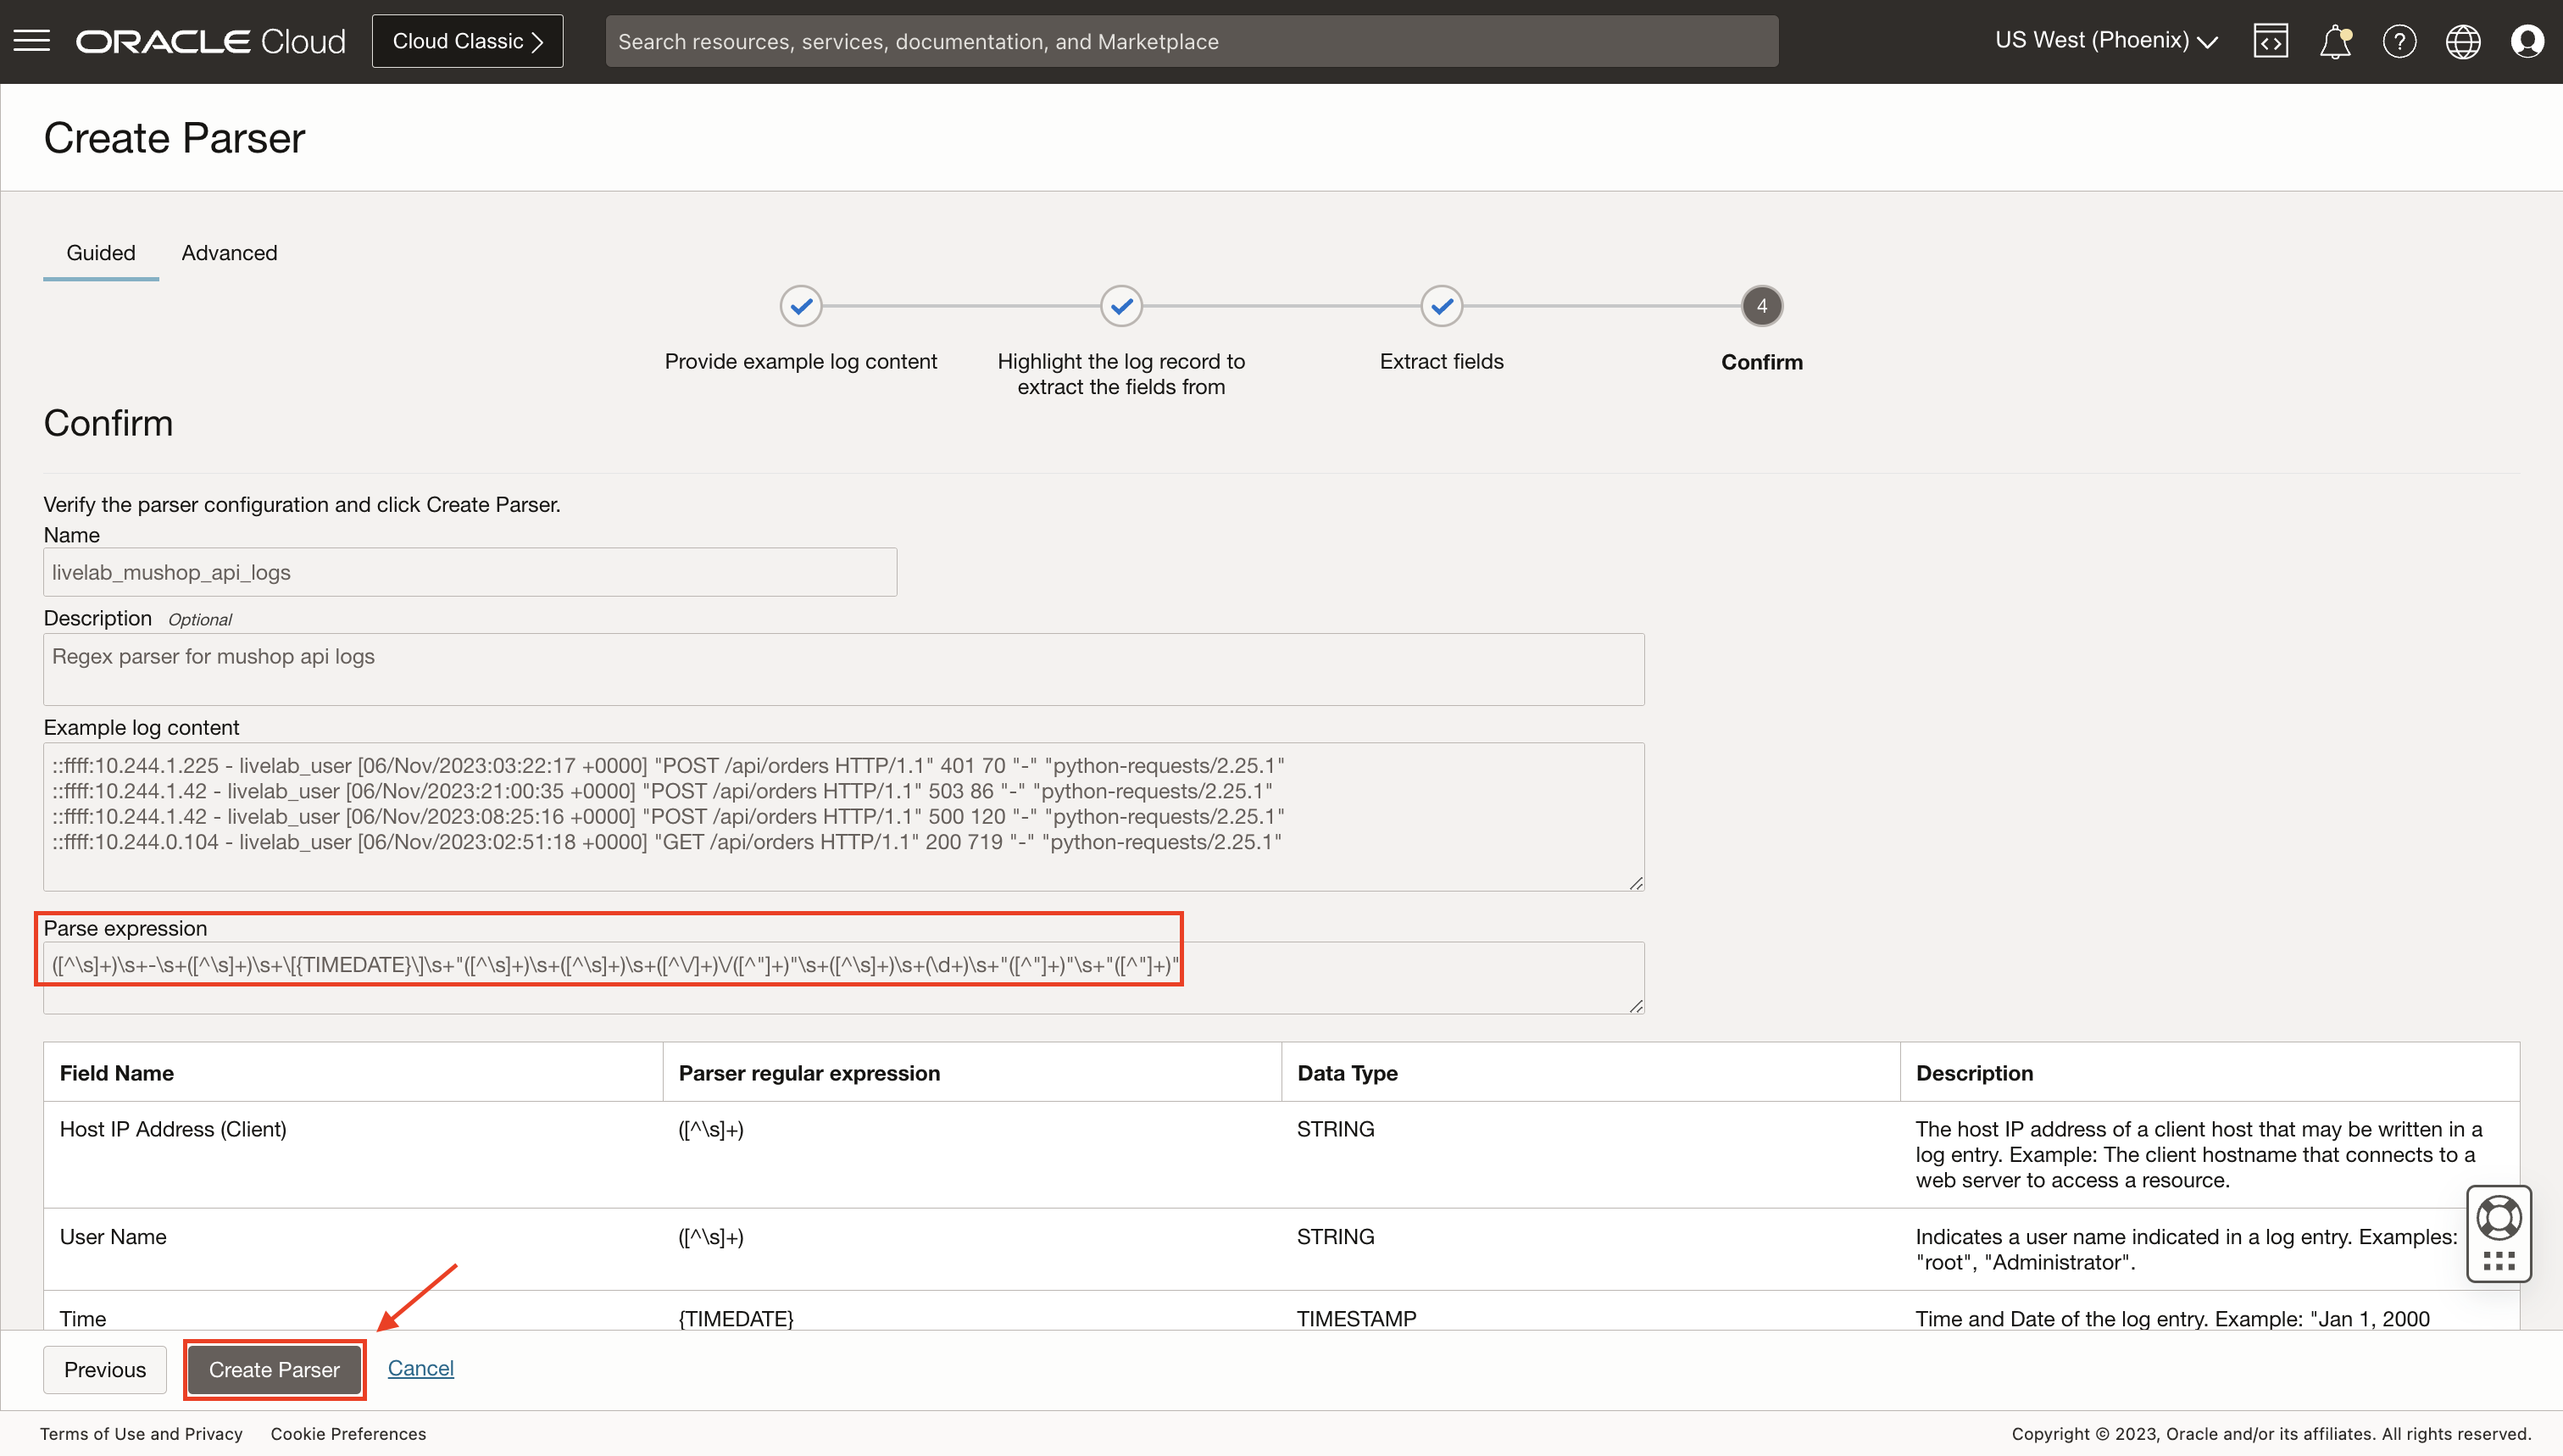 ORACLE Cloud
Cloud Classic
Search resources, services, documentation, and Marketplace
US West (Phoenix)
Create Parser
Guided
Advanced
4
Provide example log content
Highlight the log record to
extract the fields from
Extract fields
Confirm
Confirm
Verify the parser configuration and click Create Parser.
Name
livelab_mushop_api_logs
Description Optional
Regex parser for mushop api logs
Example log content
::ffff:10.244.1.225 - livelab_user [06/Nov/2023:03:22:17 +0000] "POST /api/orders HTTP/1.1" 401 70 "-" "python-requests/2.25.1"
::ffff:10.244.1.42 - livelab_user [06/Nov/2023:21:00:35 +0000] "POST /api/orders HTTP/1.1" 503 86 "-" "python-requests/2.25.1"
::ffff:10.244.1.42 - livelab_user [06/Nov/2023:08:25:16 +0000] "POST /api/orders HTTP/1.1" 500 120 "-" "python-requests/2.25.1"
::ffff:10.244.0.104 - livelab_user [06/Nov/2023:02:51:18 +0000] "GET /api/orders HTTP/1.1" 200 719 "-" "python-requests/2.25.1"
Parse expression
([^\s]+)\s+-\s+([^\s]+)\s+\[{TIMEDATE}\]\s+"([^\s]+)\s+([^\s]+)\s+([^\/]+)\/([^"]+)"\s+([^\s]+)\s+(\d+)\s+"([^"]+)"\s+"([^"]+)"
Field Name
Parser regular expression
Data Type
Description
Host IP Address (Client)
([^\s]+)
STRING
The host IP address of a client host that may be written in a
log entry. Example: The client hostname that connects to a
web server to access a resource.
User Name
([^\s]+)
STRING
Indicates a user name indicated in a log entry. Examples:
"root", "Administrator".
Time
{TIMEDATE}
TIMESTAMP
Time and Date of the log entry. Example: "Jan 1, 2000
Previous
Create Parser
Cancel
Terms of Use and Privacy
Cookie Preferences
Copyright © 2023, Oracle and/or its affiliates. All rights reserved.